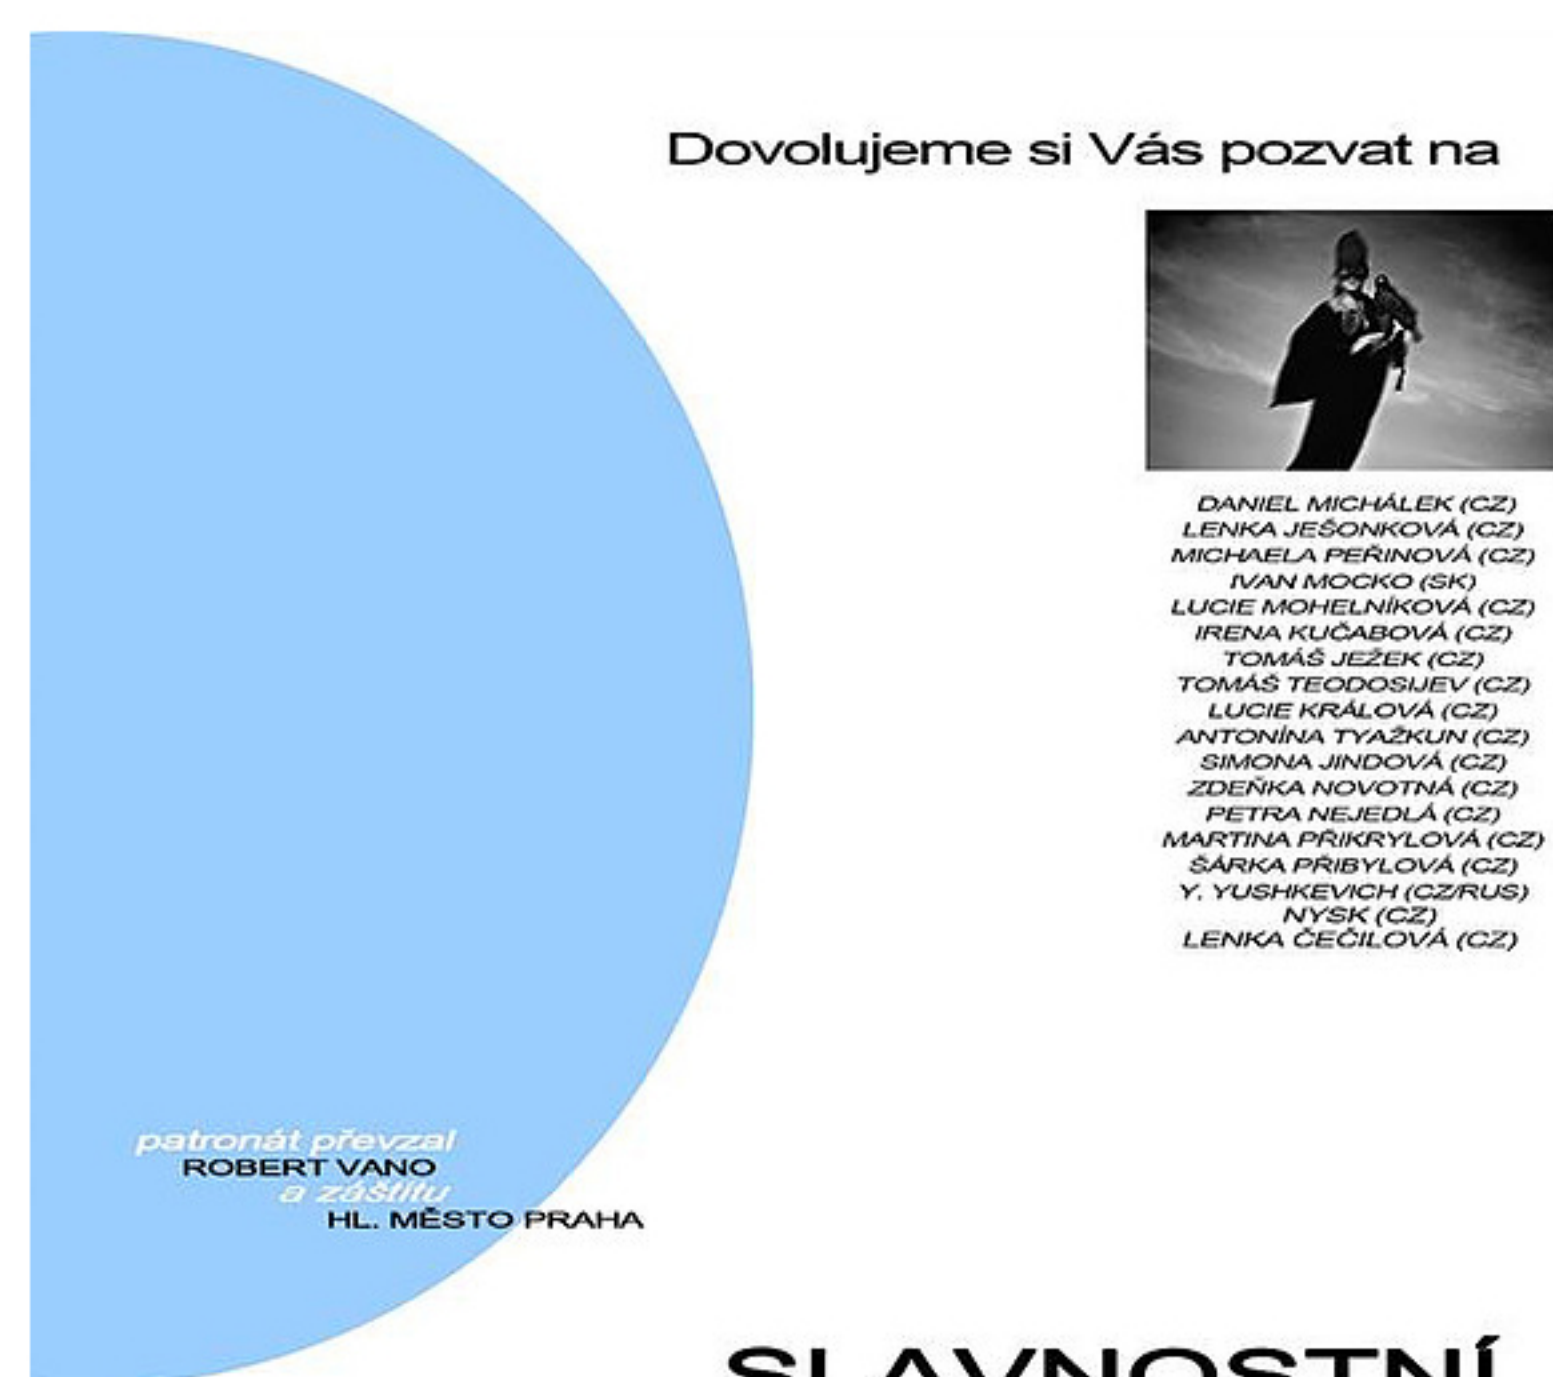 Dovolujeme si Vás pozvat na
DANIEL MICHÁLEK (CZ)
LENKA JEŠONKOVÁ (CZ)
MICHAELA PEŘINOVÁ (CZ)
IVAN MOCKO (SK)
LUCIE MOHELNÍKOVÁ (CZ)
IRENA KUČABOVÁ (CZ)
TOMÁŠ JEŽEK (CZ)
TOMÁŠ TEODOSIJEV (CZ)
LUCIE KRÁLOVÁ (CZ)
ANTONÍNA TYAŽKUN (CZ)
SIMONA JINDOVÁ (CZ)
ZDEŇKA NOVOTNÁ (CZ)
PETRA NEJEDLÁ (CZ)
MARTINA PŘIKRYLOVÁ (CZ)
ŠÁRKA PŘIBYLOVÁ (CZ)
Y. YUSHKEVICH (CZ/RUS)
NYSK (CZ)
LENKA ČEČILOVÁ (CZ)
patronát převzal
ROBERT VANO
a záštitu
HL. MĚSTO PRAHA
SLAVNOSTNÍ